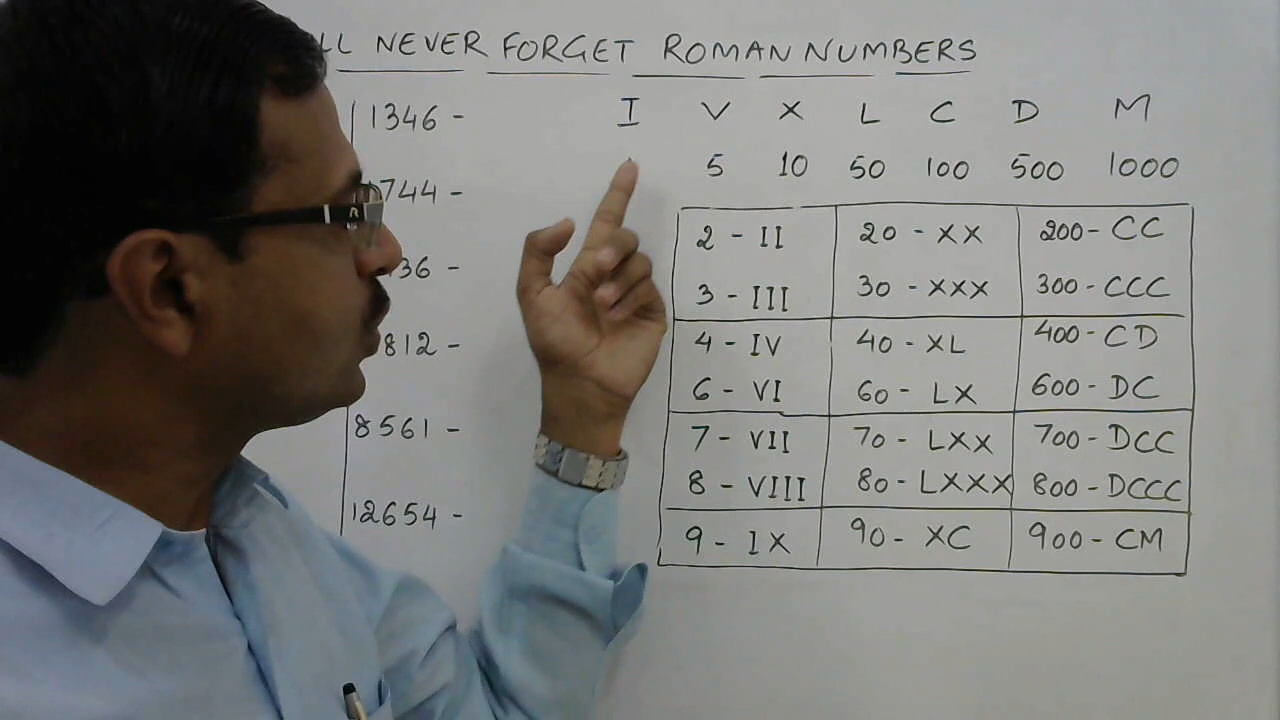 NEVER FORGET ROMAN NUMBERS
1346 -
744 -
36 -
812 -
8561 -
12654 -
I V X L C D M
5 10 50 100 500 1000
2 - II 20 - XX 200 - CC
3 - III 30 - XXX 300 - CCC
4 - IV 40 - XL 400 - CD
6 - VI 60 - LX 600 - DC
7 - VII 70 - LXX 700 - DCC
8 - VIII 80 - LXXX 800 - DCCC
9 - IX 90 - XC 900 - CM